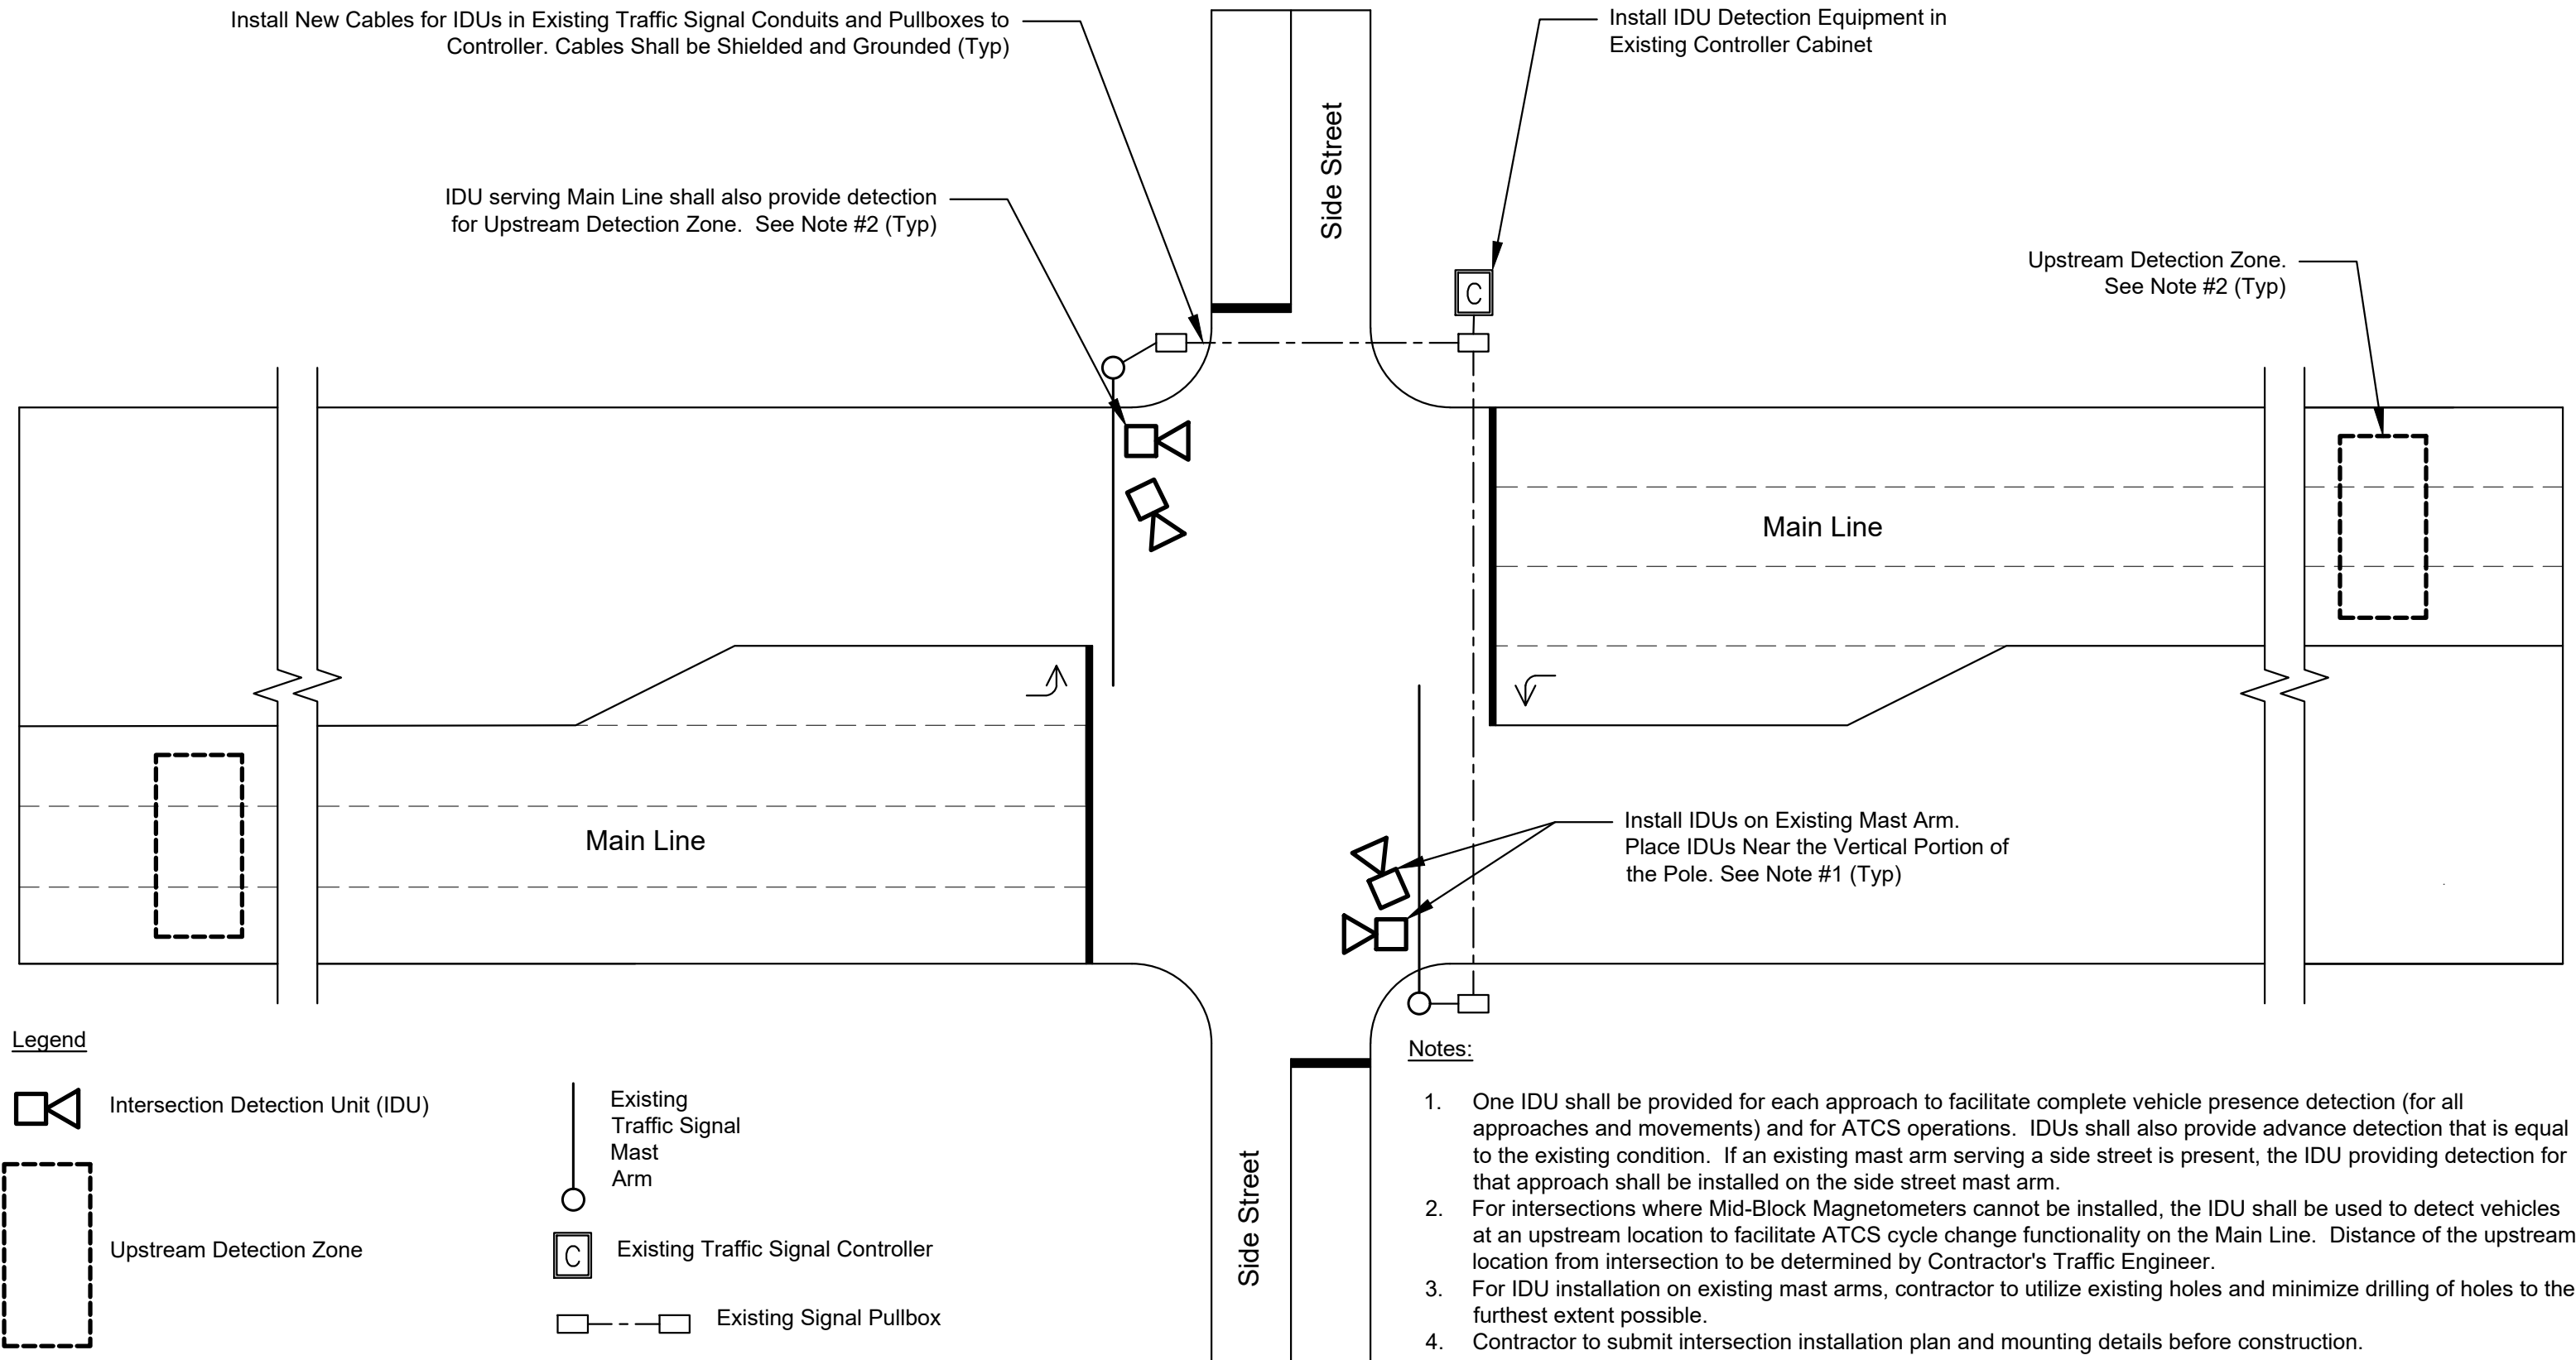 Install New Cables for IDUs in Existing Traffic Signal Conduits and Pullboxes to
Controller. Cables Shall be Shielded and Grounded (Typ)
Install IDU Detection Equipment in
Existing Controller Cabinet
Side Street
IDU serving Main Line shall also provide detection
for Upstream Detection Zone.  See Note #2 (Typ)
Upstream Detection Zone.
See Note #2 (Typ)
C
Main Line
Main Line
Install IDUs on Existing Mast Arm.
Place IDUs Near the Vertical Portion of
the Pole. See Note #1 (Typ)
Side Street
Legend
Intersection Detection Unit (IDU)
Upstream Detection Zone
Existing
Traffic Signal
Mast
Arm
C
Existing Traffic Signal Controller
Existing Signal Pullbox
Notes:
1. One IDU shall be provided for each approach to facilitate complete vehicle presence detection (for all
approaches and movements) and for ATCS operations.  IDUs shall also provide advance detection that is equal
to the existing condition.  If an existing mast arm serving a side street is present, the IDU providing detection for
that approach shall be installed on the side street mast arm.
2. For intersections where Mid-Block Magnetometers cannot be installed, the IDU shall be used to detect vehicles
at an upstream location to facilitate ATCS cycle change functionality on the Main Line.  Distance of the upstream
location from intersection to be determined by Contractor's Traffic Engineer.
3. For IDU installation on existing mast arms, contractor to utilize existing holes and minimize drilling of holes to the
furthest extent possible.
4. Contractor to submit intersection installation plan and mounting details before construction.